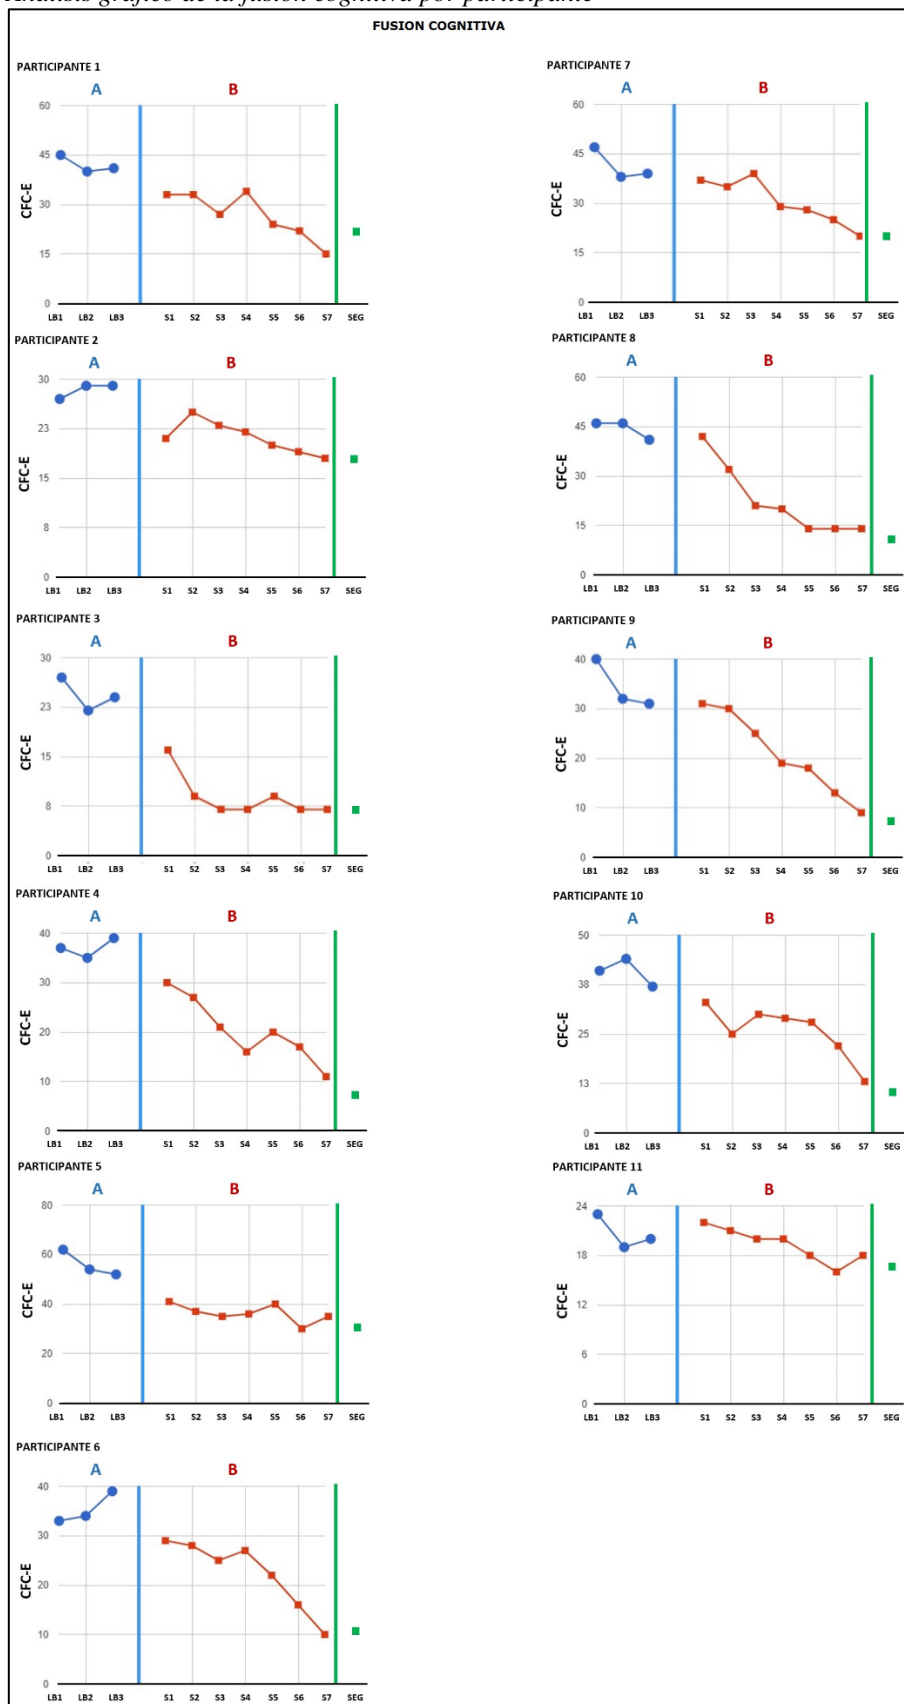 Análisis gráfico de la fusión cognitiva por participante
FUSION COGNITIVA
PARTICIPANTE 1
A B
60
45
30
15
0
CFC-E
LB1 LB2 LB3 S1 S2 S3 S4 S5 S6 S7 SEG
PARTICIPANTE 2
A B
30
23
15
8
0
CFC-E
LB1 LB2 LB3 S1 S2 S3 S4 S5 S6 S7 SEG
PARTICIPANTE 3
A B
30
23
15
8
0
CFC-E
LB1 LB2 LB3 S1 S2 S3 S4 S5 S6 S7 SEG
PARTICIPANTE 4
A B
40
30
20
10
0
CFC-E
LB1 LB2 LB3 S1 S2 S3 S4 S5 S6 S7 SEG
PARTICIPANTE 5
A B
80
60
40
20
0
CFC-E
LB1 LB2 LB3 S1 S2 S3 S4 S5 S6 S7 SEG
PARTICIPANTE 6
A B
40
30
20
10
0
CFC-E
LB1 LB2 LB3 S1 S2 S3 S4 S5 S6 S7 SEG
PARTICIPANTE 7
A B
60
45
30
15
0
CFC-E
LB1 LB2 LB3 S1 S2 S3 S4 S5 S6 S7 SEG
PARTICIPANTE 8
A B
60
45
30
15
0
CFC-E
LB1 LB2 LB3 S1 S2 S3 S4 S5 S6 S7 SEG
PARTICIPANTE 9
A B
40
30
20
10
0
CFC-E
LB1 LB2 LB3 S1 S2 S3 S4 S5 S6 S7 SEG
PARTICIPANTE 10
A B
50
38
25
13
0
CFC-E
LB1 LB2 LB3 S1 S2 S3 S4 S5 S6 S7 SEG
PARTICIPANTE 11
A B
24
18
12
6
0
CFC-E
LB1 LB2 LB3 S1 S2 S3 S4 S5 S6 S7 SEG